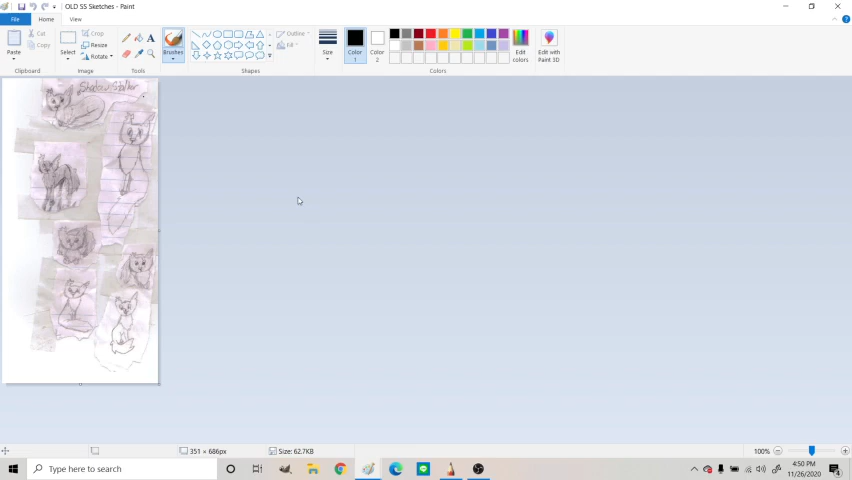 OLD SS Sketches - Paint
File
Home
View
Paste
Cut
Copy
Clipboard
Select
Crop
Resize
Rotate
Image
Tools
Brushes
Shapes
Outline
Fill
Size
Color 1
Color 2
Edit colors
Colors
Edit with Paint 3D
Shadow Stalker
351 × 686px
Size: 62.7KB
100%
Type here to search
4:50 PM
11/26/2020
4